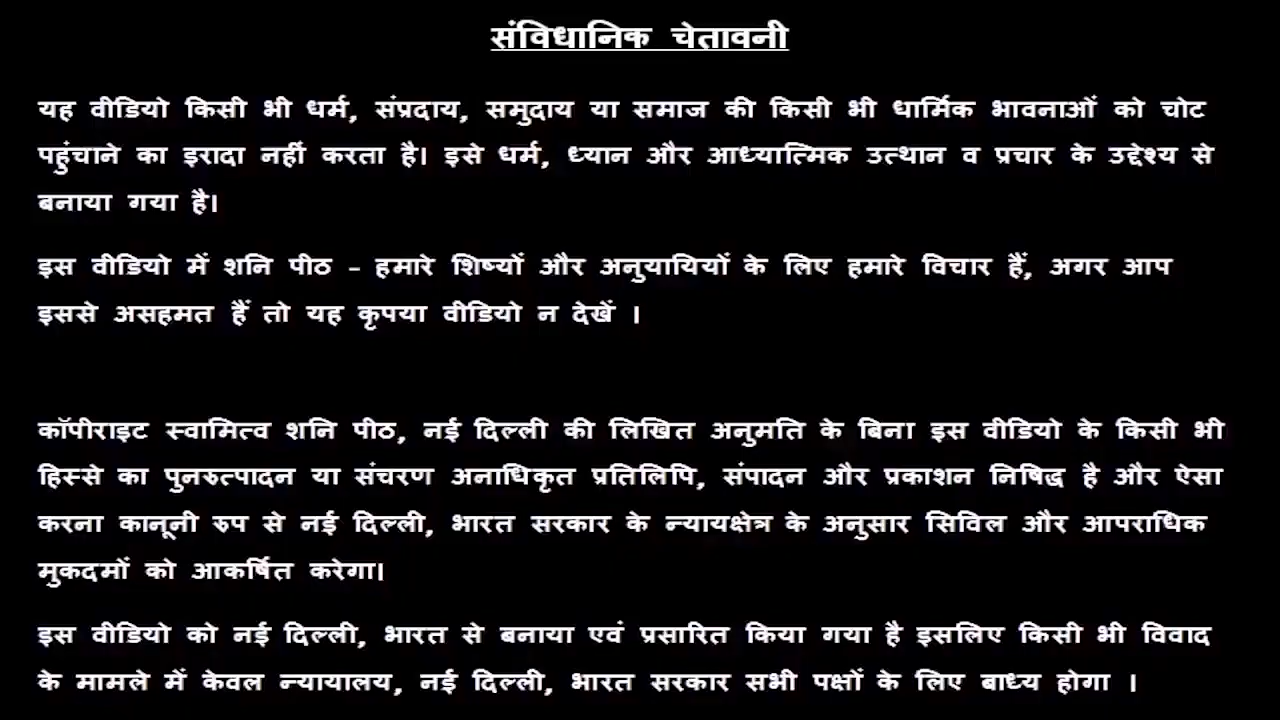 संविधानिक चेतावनी
यह वीडियो किसी भी धर्म, संप्रदाय, समुदाय या समाज की किसी भी धार्मिक भावनाओं को चोट
पहुंचाने का इरादा नहीं करता है। इसे धर्म, ध्यान और आध्यात्मिक उत्थान व प्रचार के उद्देश्य से
बनाया गया है।
इस वीडियो में शनि पीठ – हमारे शिष्यों और अनुयायियों के लिए हमारे विचार हैं, अगर आप
इससे असहमत हैं तो यह कृपया वीडियो न देखें ।
कॉपीराइट स्वामित्व शनि पीठ, नई दिल्ली की लिखित अनुमति के बिना इस वीडियो के किसी भी
हिस्से का पुनरुत्पादन या संचरण अनाधिकृत प्रतिलिपि, संपादन और प्रकाशन निषिद्ध है और ऐसा
करना कानूनी रुप से नई दिल्ली, भारत सरकार के न्यायक्षेत्र के अनुसार सिविल और आपराधिक
मुकदमों को आकर्षित करेगा।
इस वीडियो को नई दिल्ली, भारत से बनाया एवं प्रसारित किया गया है इसलिए किसी भी विवाद
के मामले में केवल न्यायालय, नई दिल्ली, भारत सरकार सभी पक्षों के लिए बाध्य होगा ।